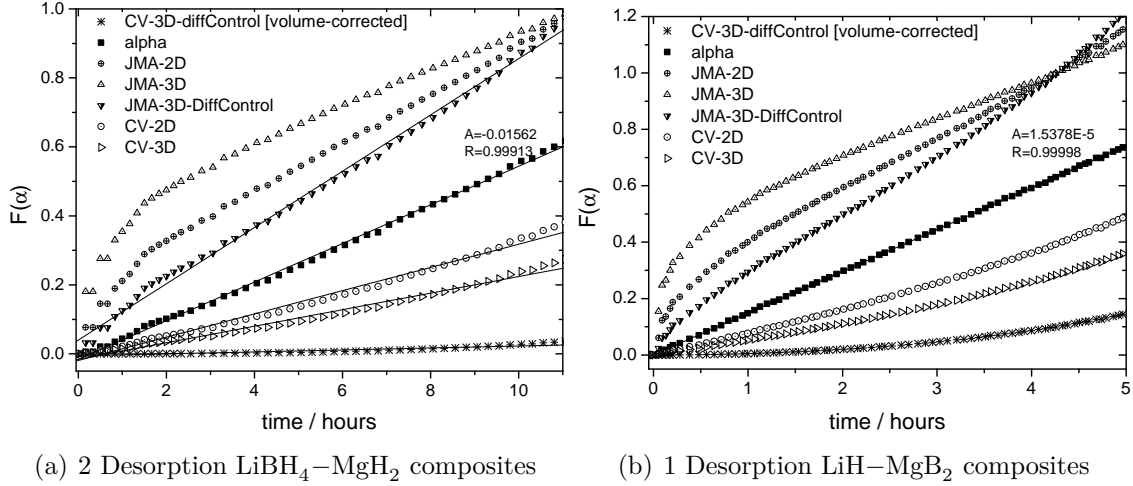 1.0
0.8
0.6
0.4
0.2
0.0
F(α)
CV-3D-diffControl [volume-corrected]
alpha
JMA-2D
JMA-3D
JMA-3D-DiffControl
CV-2D
CV-3D
A=-0.01562
R=0.99913
0 2 4 6 8 10
time / hours
(a) 2 Desorption LiBH₄−MgH₂ composites
1.2
1.0
0.8
0.6
0.4
0.2
0.0
F(α)
CV-3D-diffControl [volume-corrected]
alpha
JMA-2D
JMA-3D
JMA-3D-DiffControl
CV-2D
CV-3D
A=1.5378E-5
R=0.99998
0 1 2 3 4 5
time / hours
(b) 1 Desorption LiH−MgB₂ composites